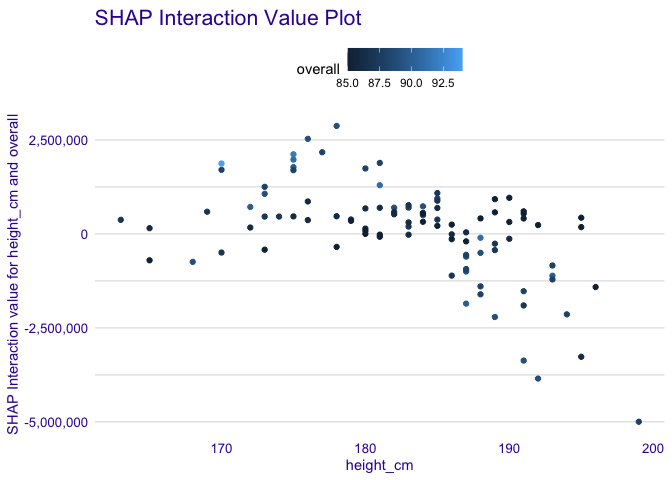 SHAP Interaction Value Plot
overall
85.0 87.5 90.0 92.5
SHAP Interaction value for height_cm and overall
2,500,000
0
-2,500,000
-5,000,000
170 180 190 200
height_cm